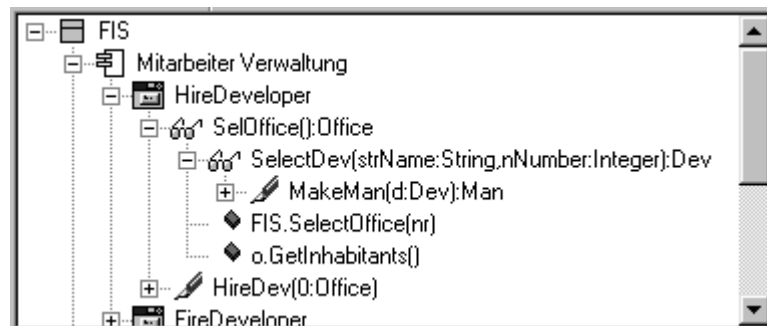 FIS
Mitarbeiter Verwaltung
HireDeveloper
SelOffice():Office
SelectDev(strName:String,nNumber:Integer):Dev
MakeMan(d:Dev):Man
FIS.SelectOffice(nr)
o.GetInhabitants()
HireDev(0:Office)
FireDeveloper